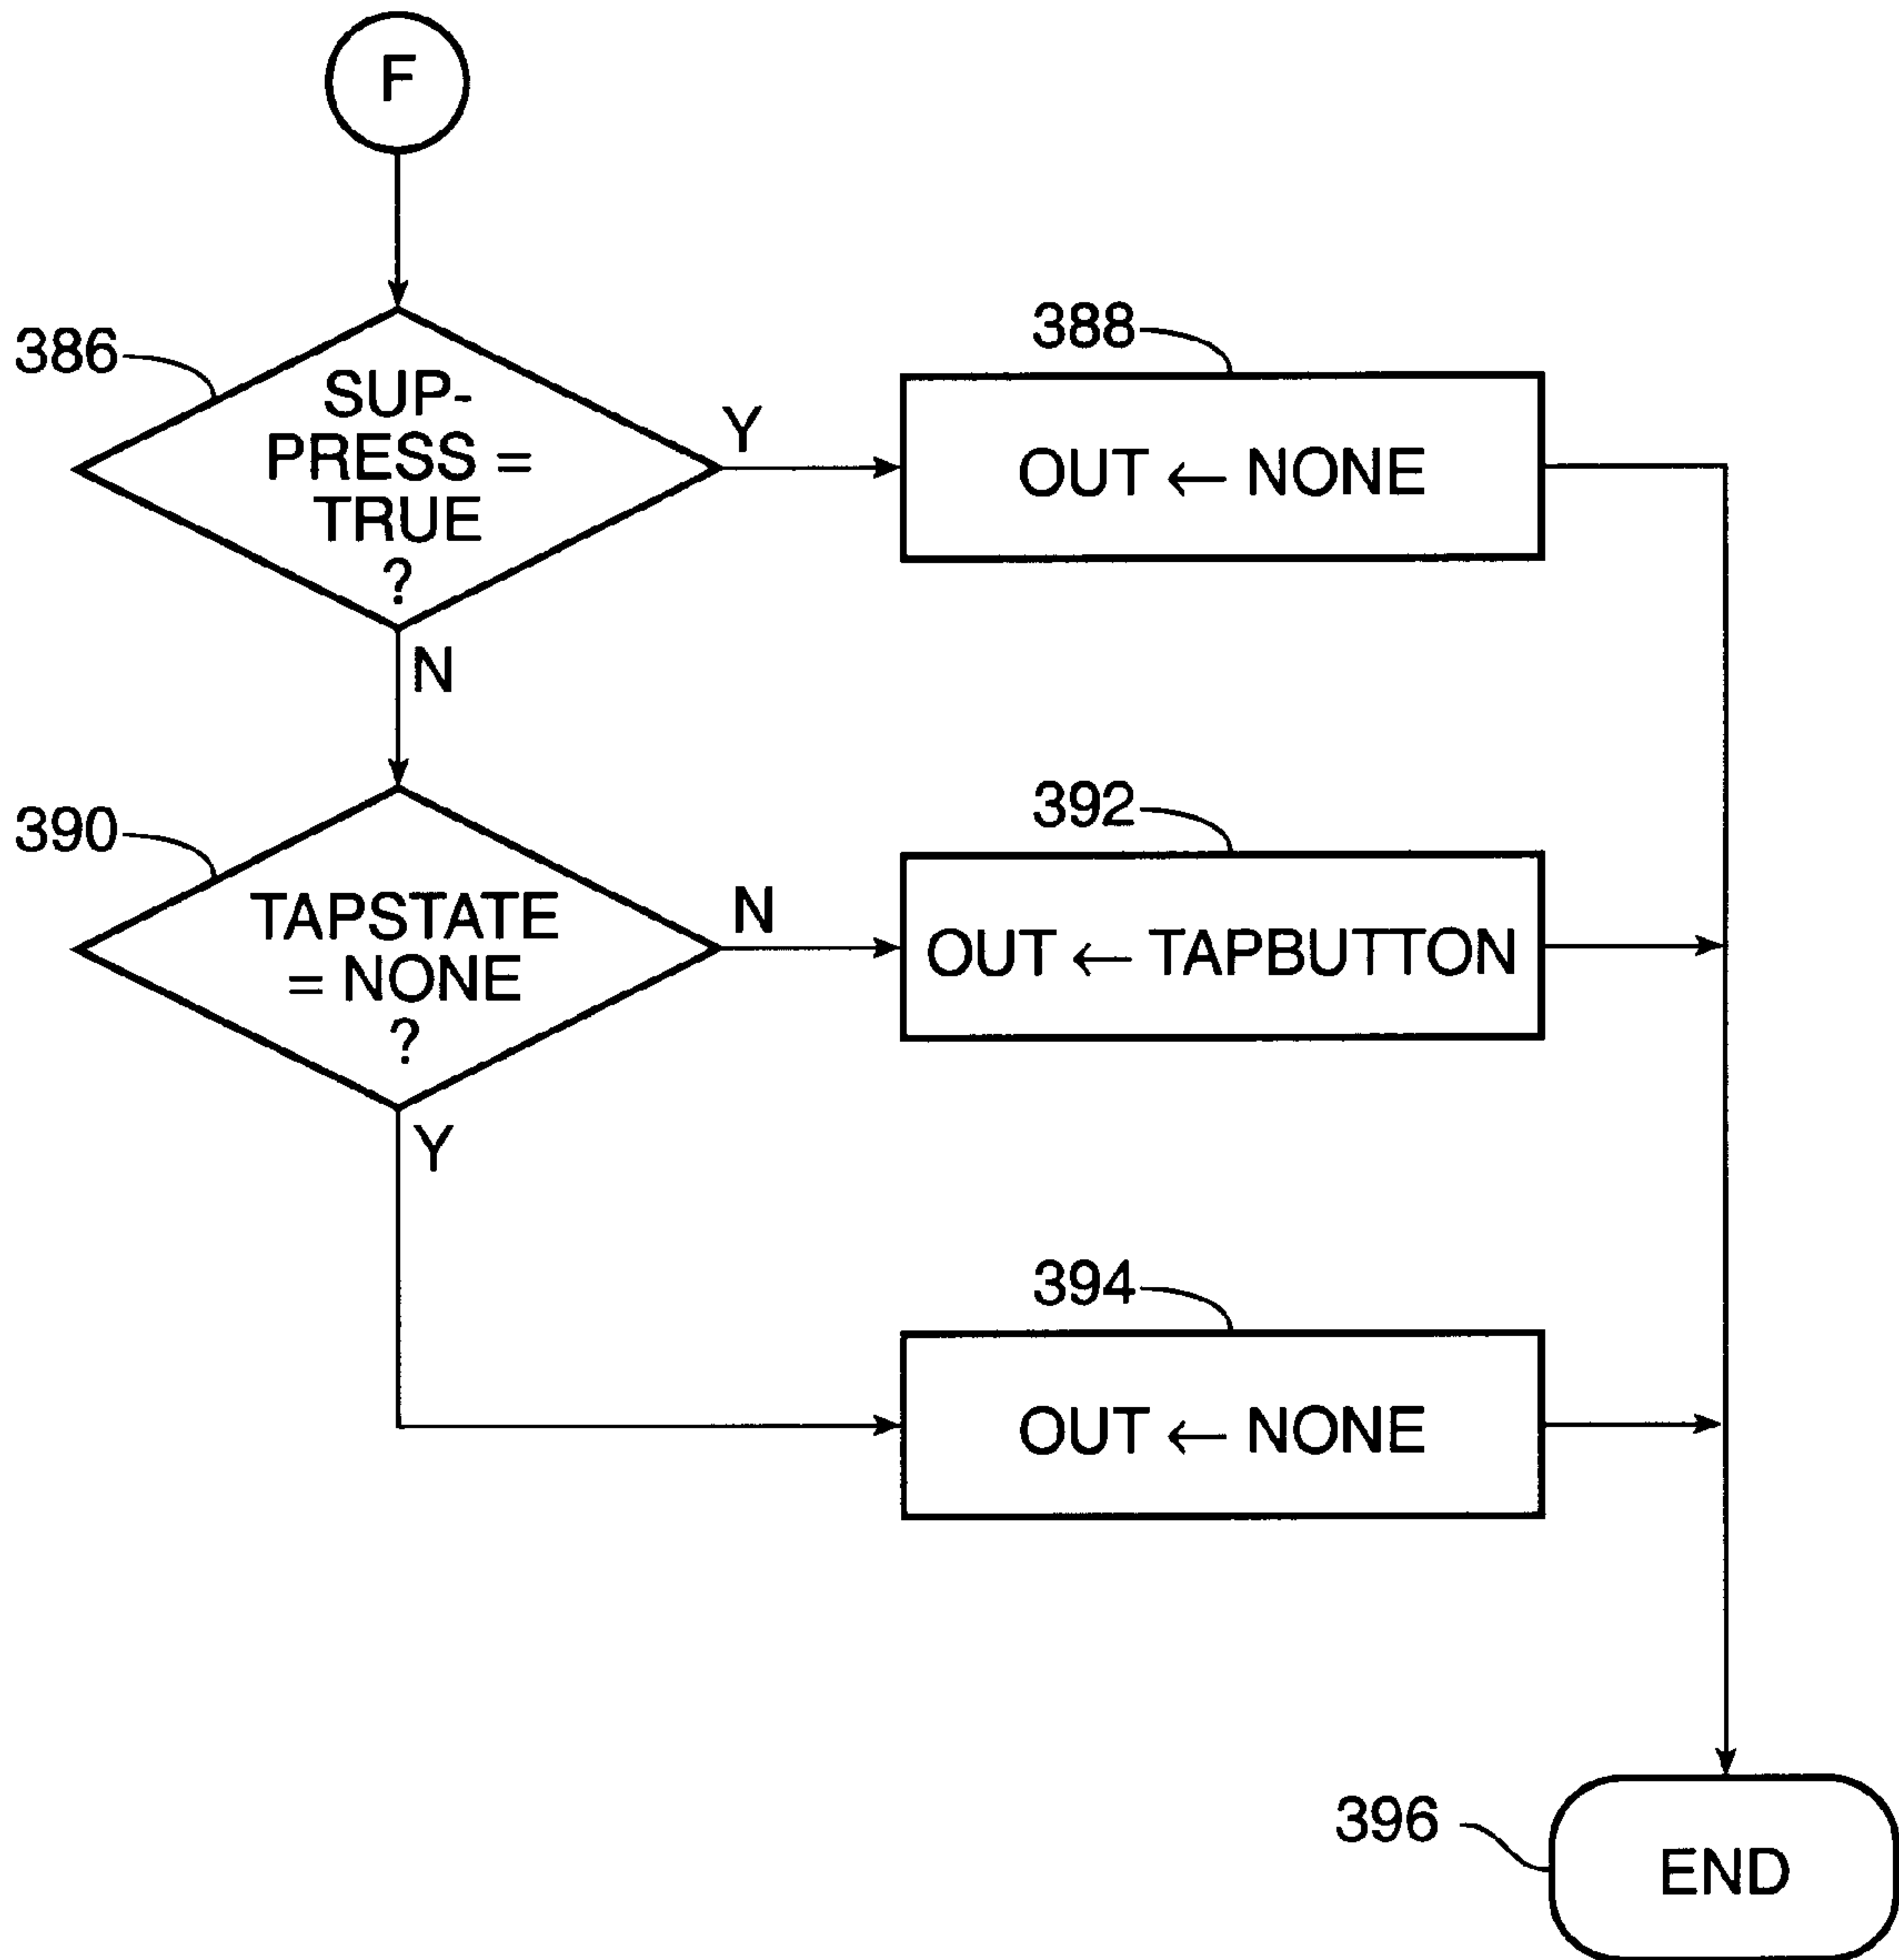 F
386
SUP-
PRESS =
TRUE
?
Y
388
OUT ← NONE
N
390
TAPSTATE
= NONE
?
N
392
OUT ← TAPBUTTON
Y
394
OUT ← NONE
396
END